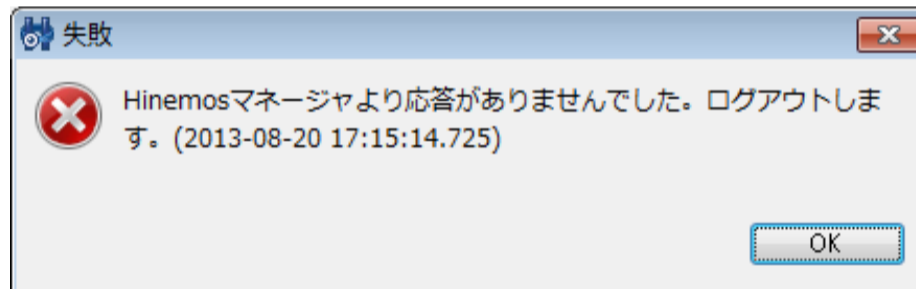 失敗
Hinemosマネージャより応答がありませんでした。ログアウトしま
す。(2013-08-20 17:15:14.725)
OK